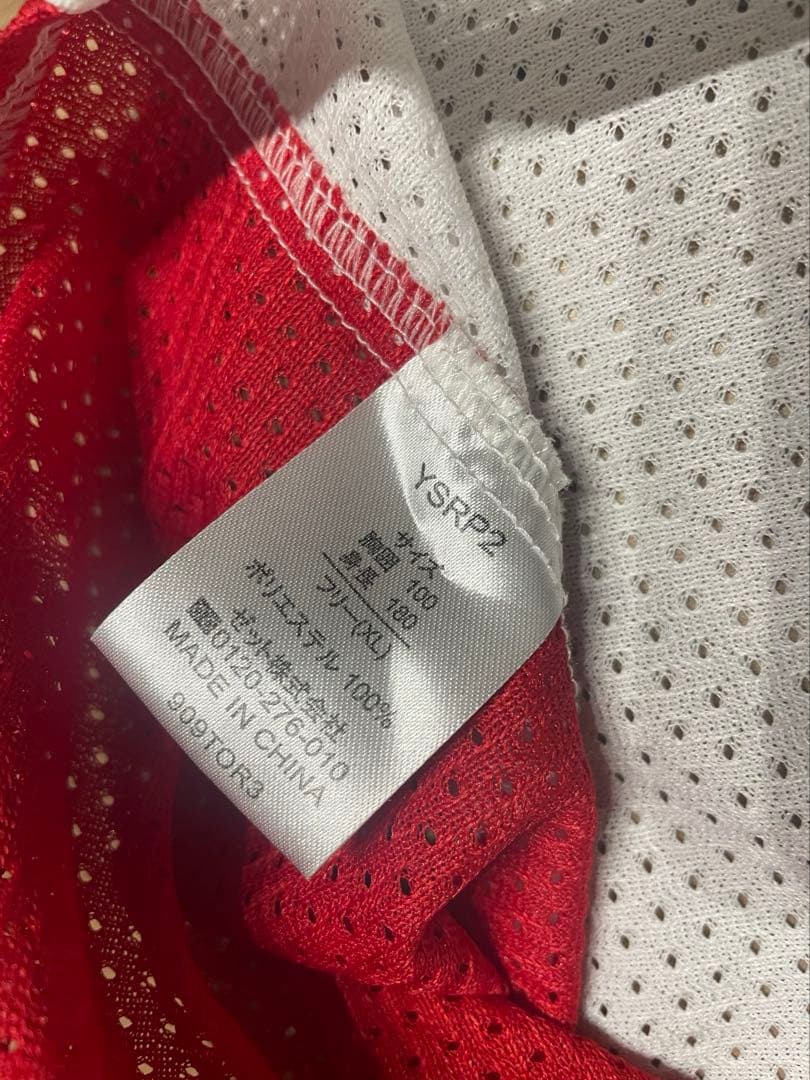 YSRP2
サイズ
胸囲 100
身長 180
フリー(XL)
ポリエステル 100%
ゼット株式会社
0120-276-010
MADE IN CHINA
909TOR3